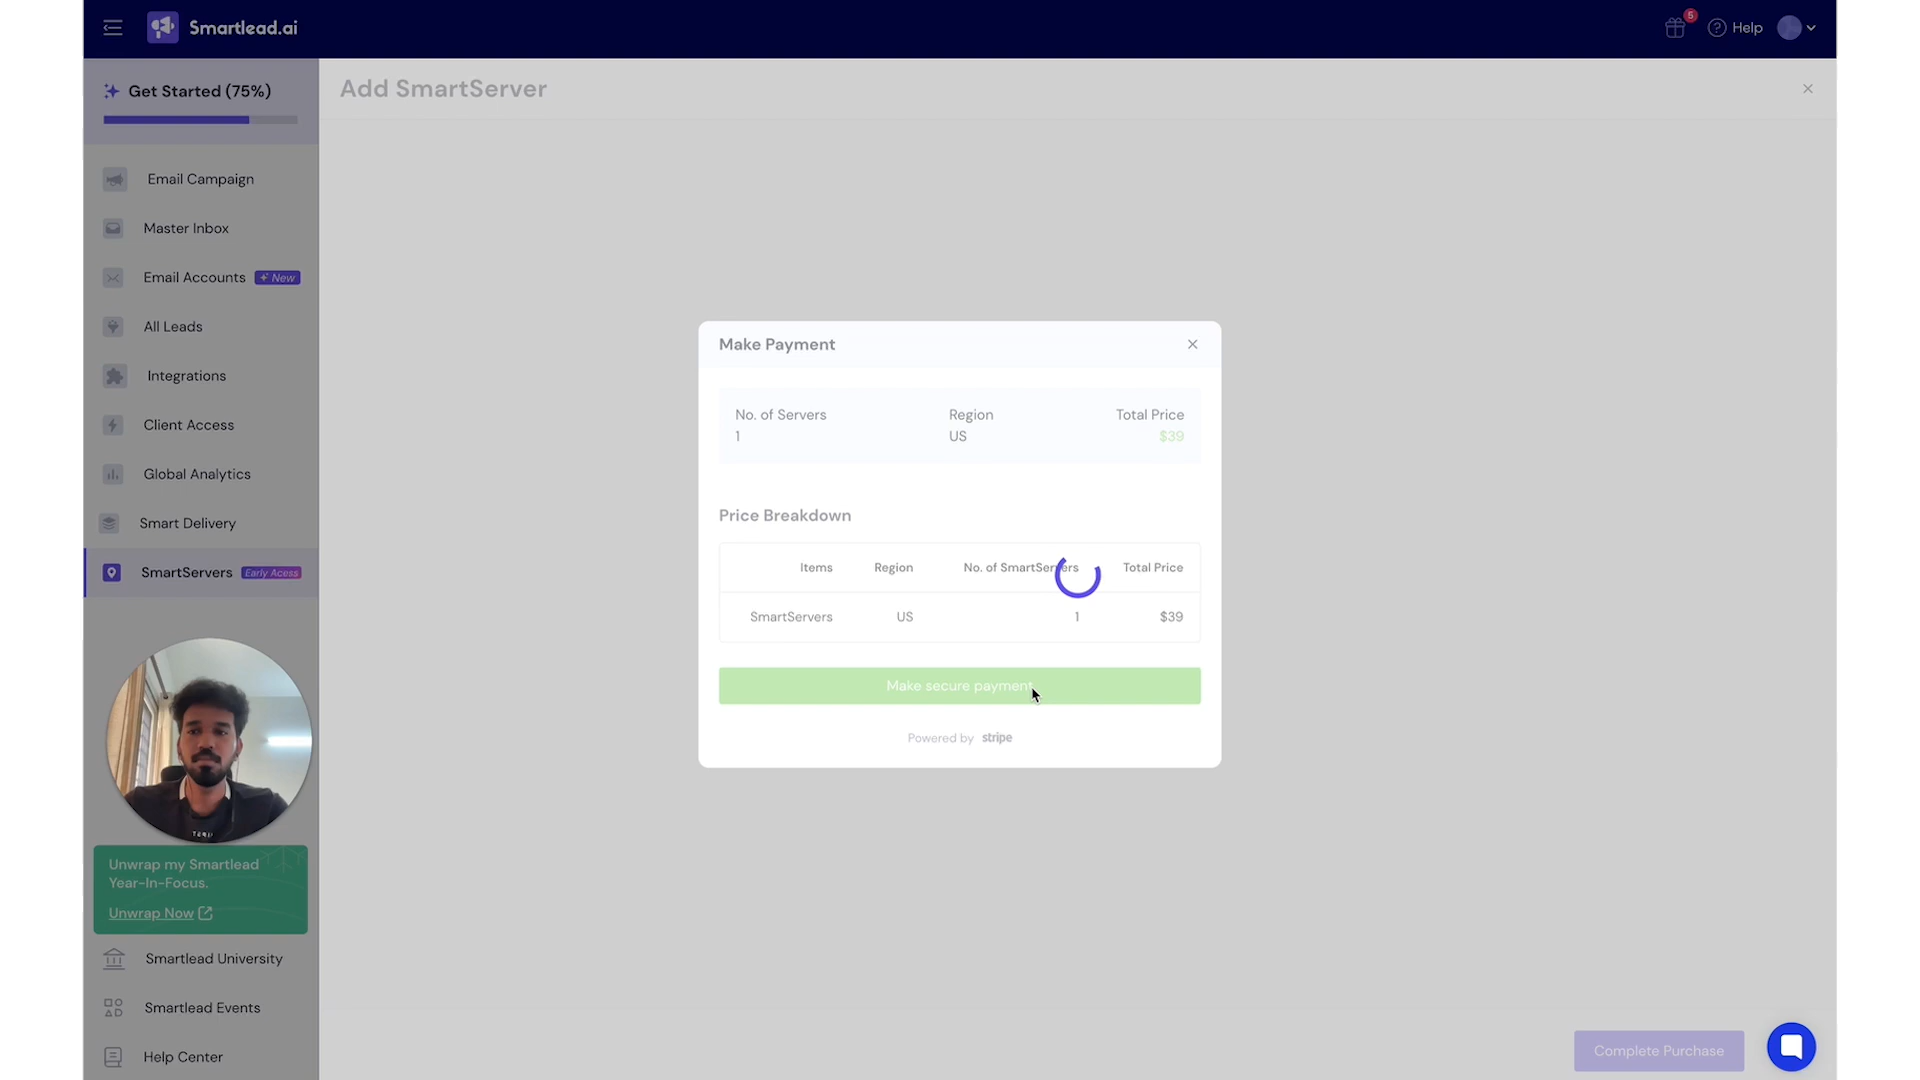 Smartlead.ai
5
Help
Get Started (75%)
Add SmartServer
Email Campaign
Master Inbox
Email Accounts
New
All Leads
Integrations
Client Access
Global Analytics
Smart Delivery
SmartServers
Early Acess
Unwrap my Smartlead
Year-In-Focus.
Unwrap Now
Smartlead University
Smartlead Events
Help Center
Make Payment
No. of Servers
Region
Total Price
1
US
$39
Price Breakdown
Items
Region
No. of SmartServers
Total Price
SmartServers
US
1
$39
Make secure payment
Powered by stripe
Complete Purchase